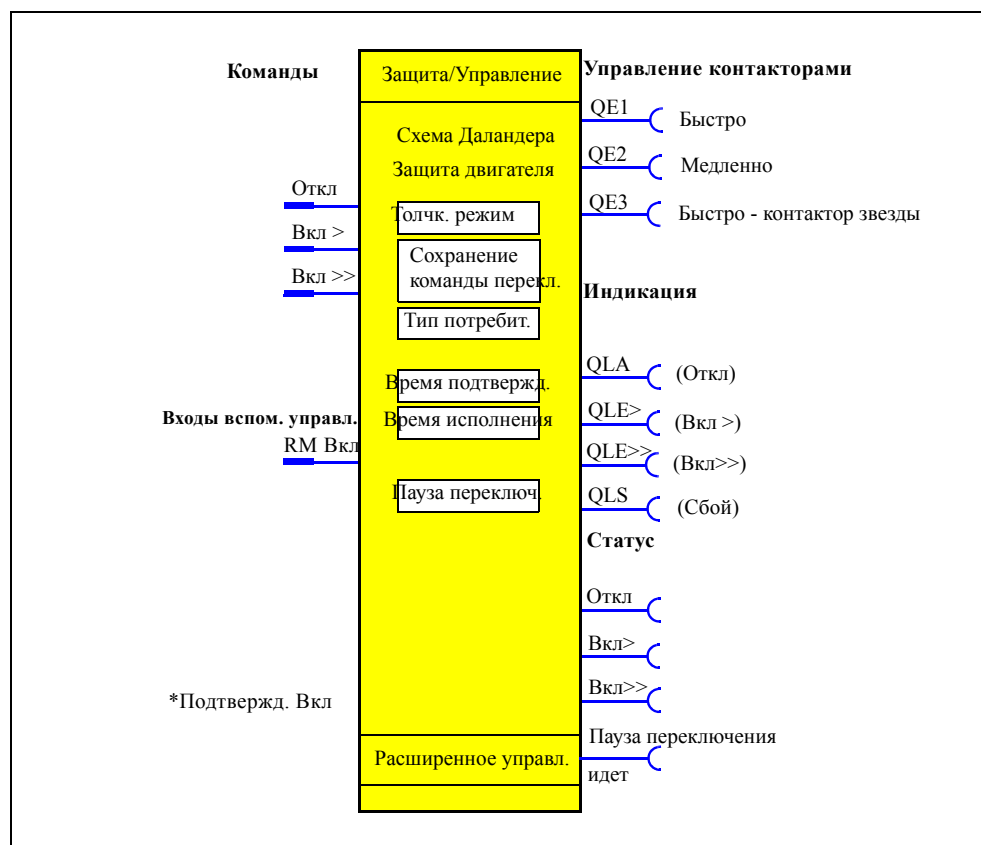 Команды
Защита/Управление
Управление контакторами
QE1
Быстро
Схема Даландера
QE2
Медленно
Защита двигателя
Откл
QE3
Быстро - контактор звезды
Толчк. режим
Вкл >
Сохранение
команды перекл.
Вкл >>
Индикация
Тип потребит.
QLA
(Откл)
Время подтвержд.
QLE>
(Вкл >)
Входы вспом. управл.
Время исполнения
RM Вкл
QLE>>
(Вкл>>)
Пауза переключ.
QLS
(Сбой)
Статус
Откл
Вкл>
Вкл>>
*Подтвержд. Вкл
Пауза переключения
Расширенное управл.
идет